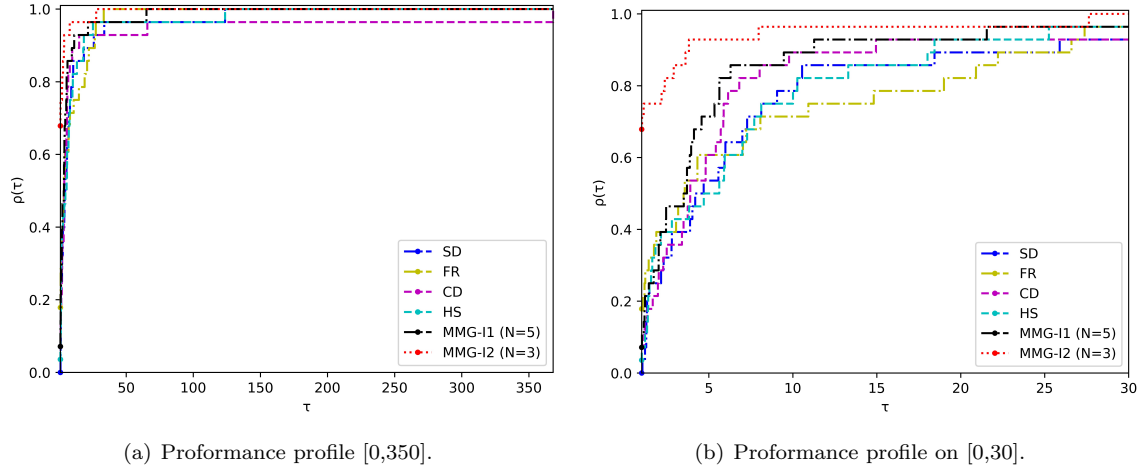 1.0
0.8
0.6
0.4
0.2
0.0
ρ(τ)
50
100
150
200
250
300
350
τ
SD
FR
CD
HS
MMG-I1 (N=5)
MMG-I2 (N=3)
(a) Proformance profile [0,350].
1.0
0.8
0.6
0.4
0.2
0.0
ρ(τ)
5
10
15
20
25
30
τ
SD
FR
CD
HS
MMG-I1 (N=5)
MMG-I2 (N=3)
(b) Proformance profile on [0,30].